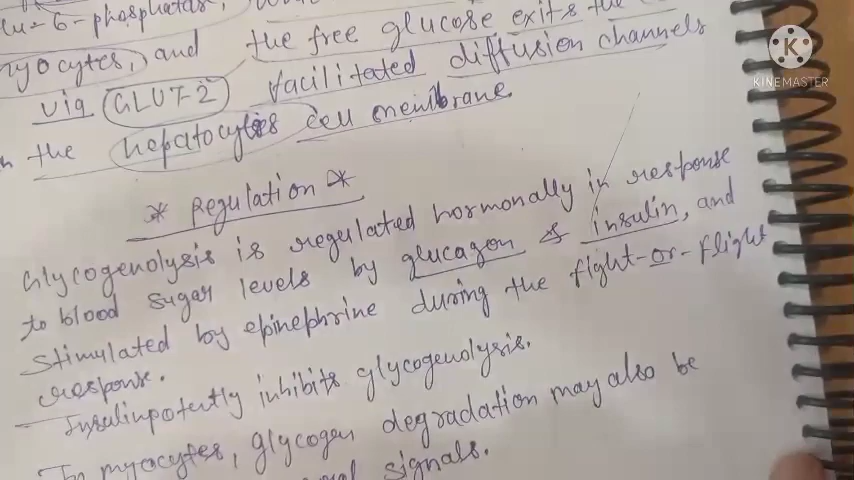 Glu-6-phosphatase,
myocytes, and the free glucose exits the
via GLUT-2 facilitated diffusion channels
the hepatocytes cell membrane.
* Regulation *
Glycogenolysis is regulated hormonally in response
to blood sugar levels by glucagon & insulin, and
stimulated by epinephrine during the fight-or-flight
response.
Insulinpotently inhibits glycogenolysis.
In myocytes, glycogen degradation may also be
signals.
K
KINEMASTER